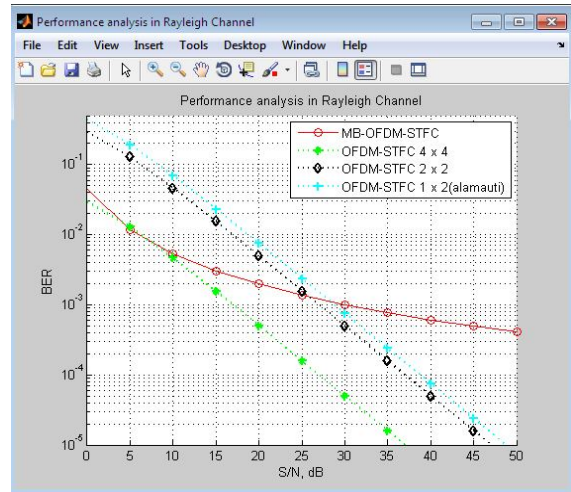 Performance analysis in Rayleigh Channel
File Edit View Insert Tools Desktop Window Help
Performance analysis in Rayleigh Channel
MB-OFDM-STFC
OFDM-STFC 4 x 4
OFDM-STFC 2 x 2
OFDM-STFC 1 x 2(alamauti)
10^-1
10^-2
10^-3
10^-4
10^-5
BER
0 5 10 15 20 25 30 35 40 45 50
S/N, dB